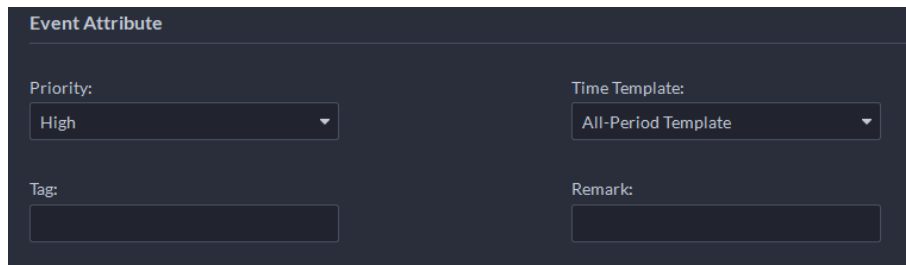 Event Attribute
Priority:
Time Template:
High
All-Period Template
Tag:
Remark: